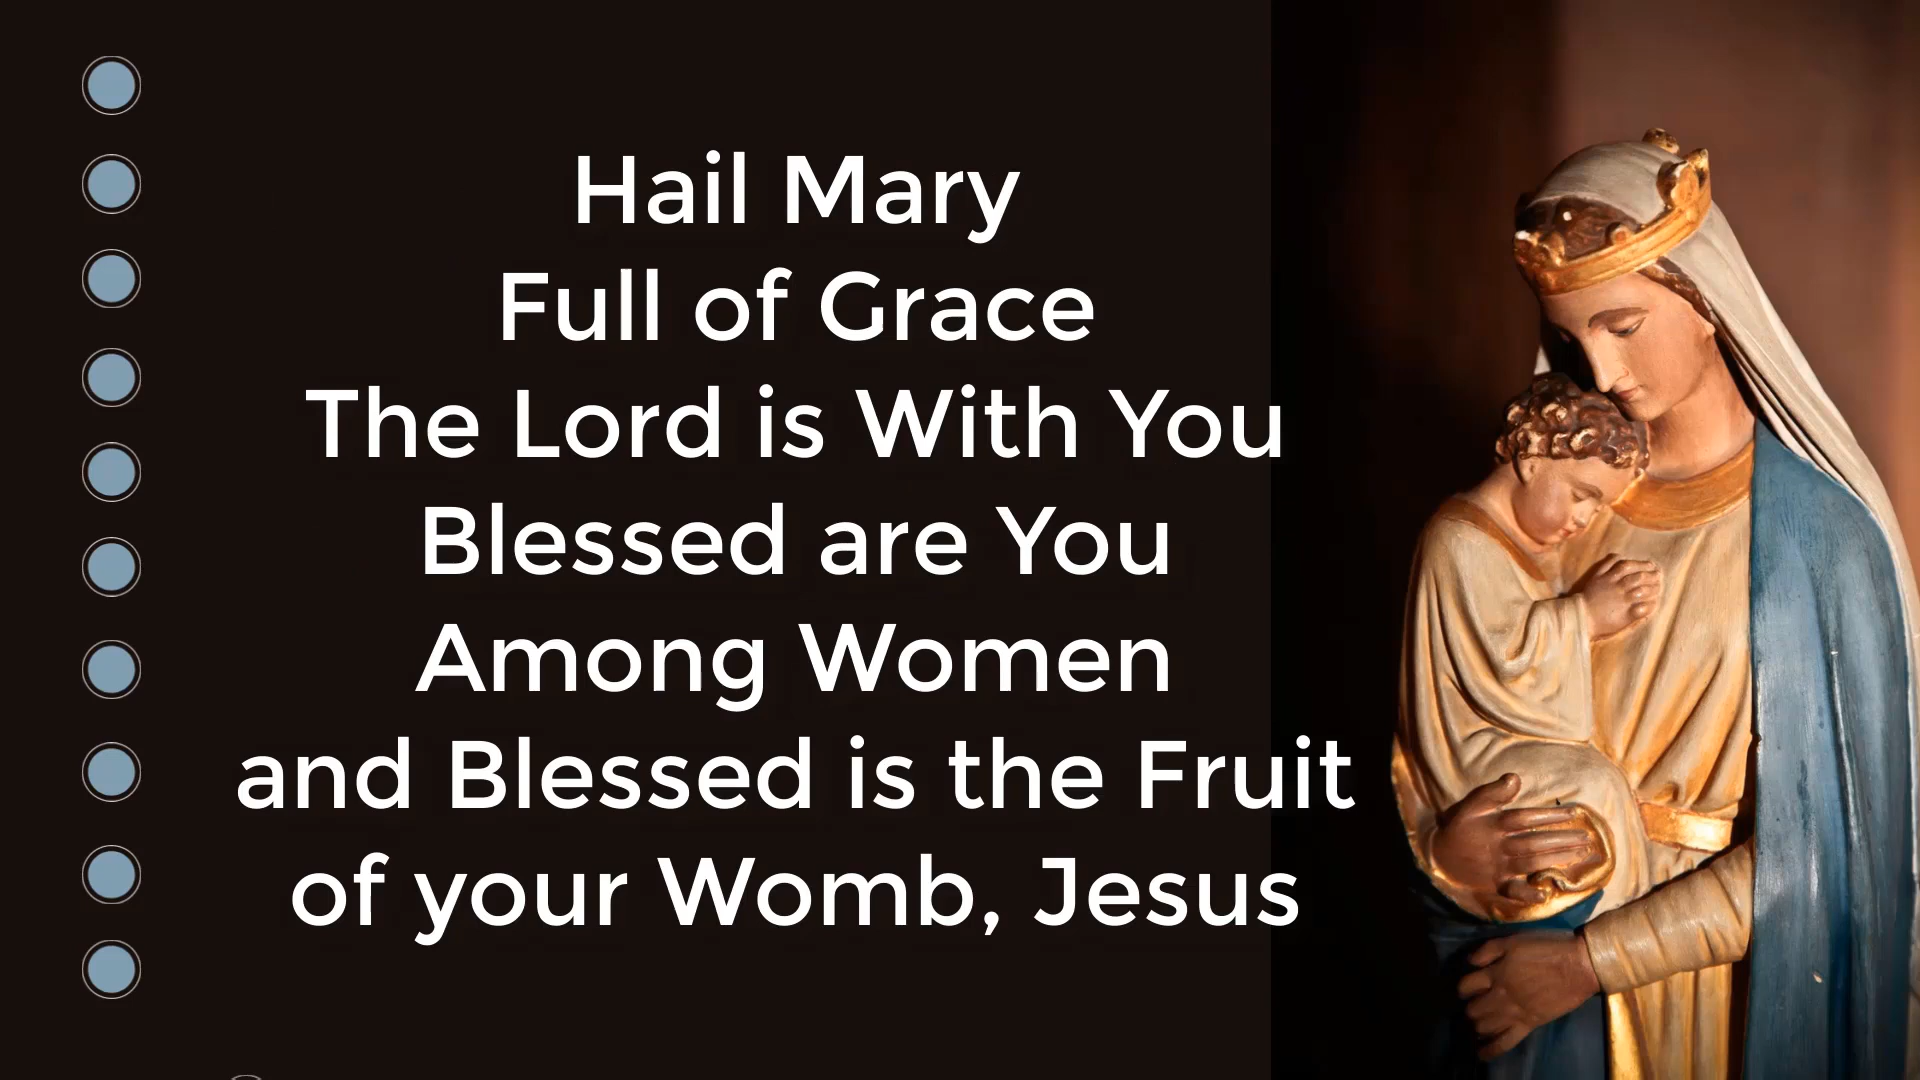 Hail Mary
Full of Grace
The Lord is With You
Blessed are You
Among Women
and Blessed is the Fruit
of your Womb, Jesus